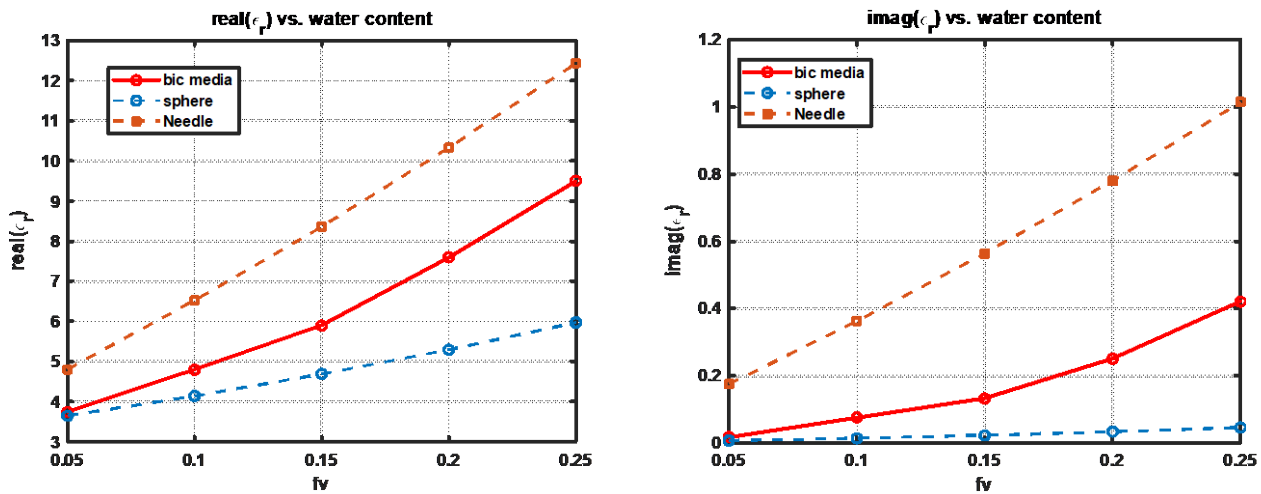 real(ϵr) vs. water content
13
12
11
10
9
8
7
6
5
4
3
real(ϵr)
bic media
sphere
Needle
0.05
0.1
0.15
0.2
0.25
fv
imag(ϵr) vs. water content
1.2
1
0.8
0.6
0.4
0.2
0
imag(ϵr)
bic media
sphere
Needle
0.05
0.1
0.15
0.2
0.25
fv